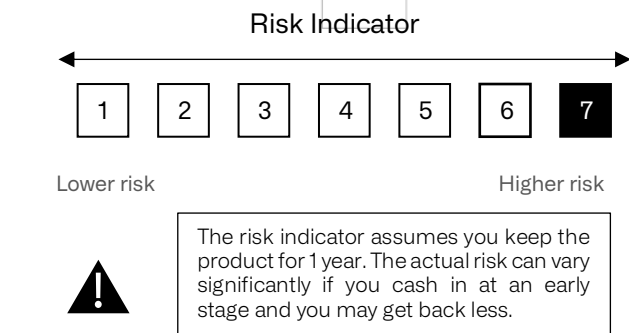 Risk Indicator
1 2 3 4 5 6 7
Lower risk Higher risk
The risk indicator assumes you keep the
product for 1 year. The actual risk can vary
significantly if you cash in at an early
stage and you may get back less.